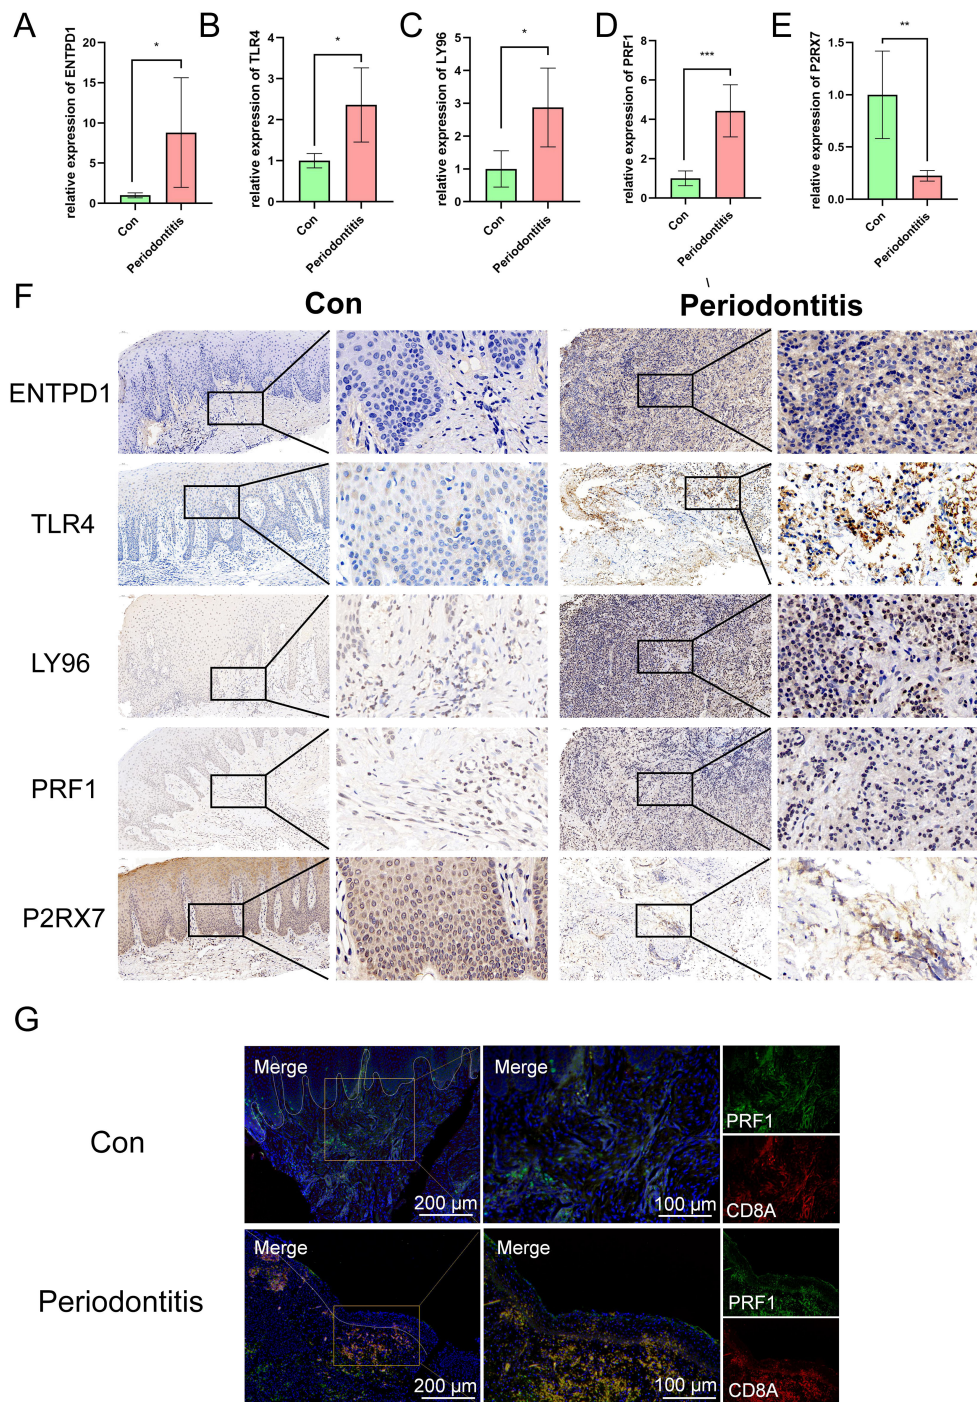 A
relative expression of ENTPD1
20
15
10
5
0
*
Con
Periodontitis
B
relative expression of TLR4
4
3
2
1
0
*
Con
Periodontitis
C
relative expression of LY96
5
4
3
2
1
0
*
Con
Periodontitis
D
relative expression of PRF1
8
6
4
2
0
***
Con
Periodontitis
E
relative expression of P2RX7
1.5
1.0
0.5
0.0
**
Con
Periodontitis
F
Con
Periodontitis
ENTPD1
TLR4
LY96
PRF1
P2RX7
G
Con
Merge
200 μm
Merge
100 μm
PRF1
CD8A
Periodontitis
Merge
200 μm
Merge
100 μm
PRF1
CD8A